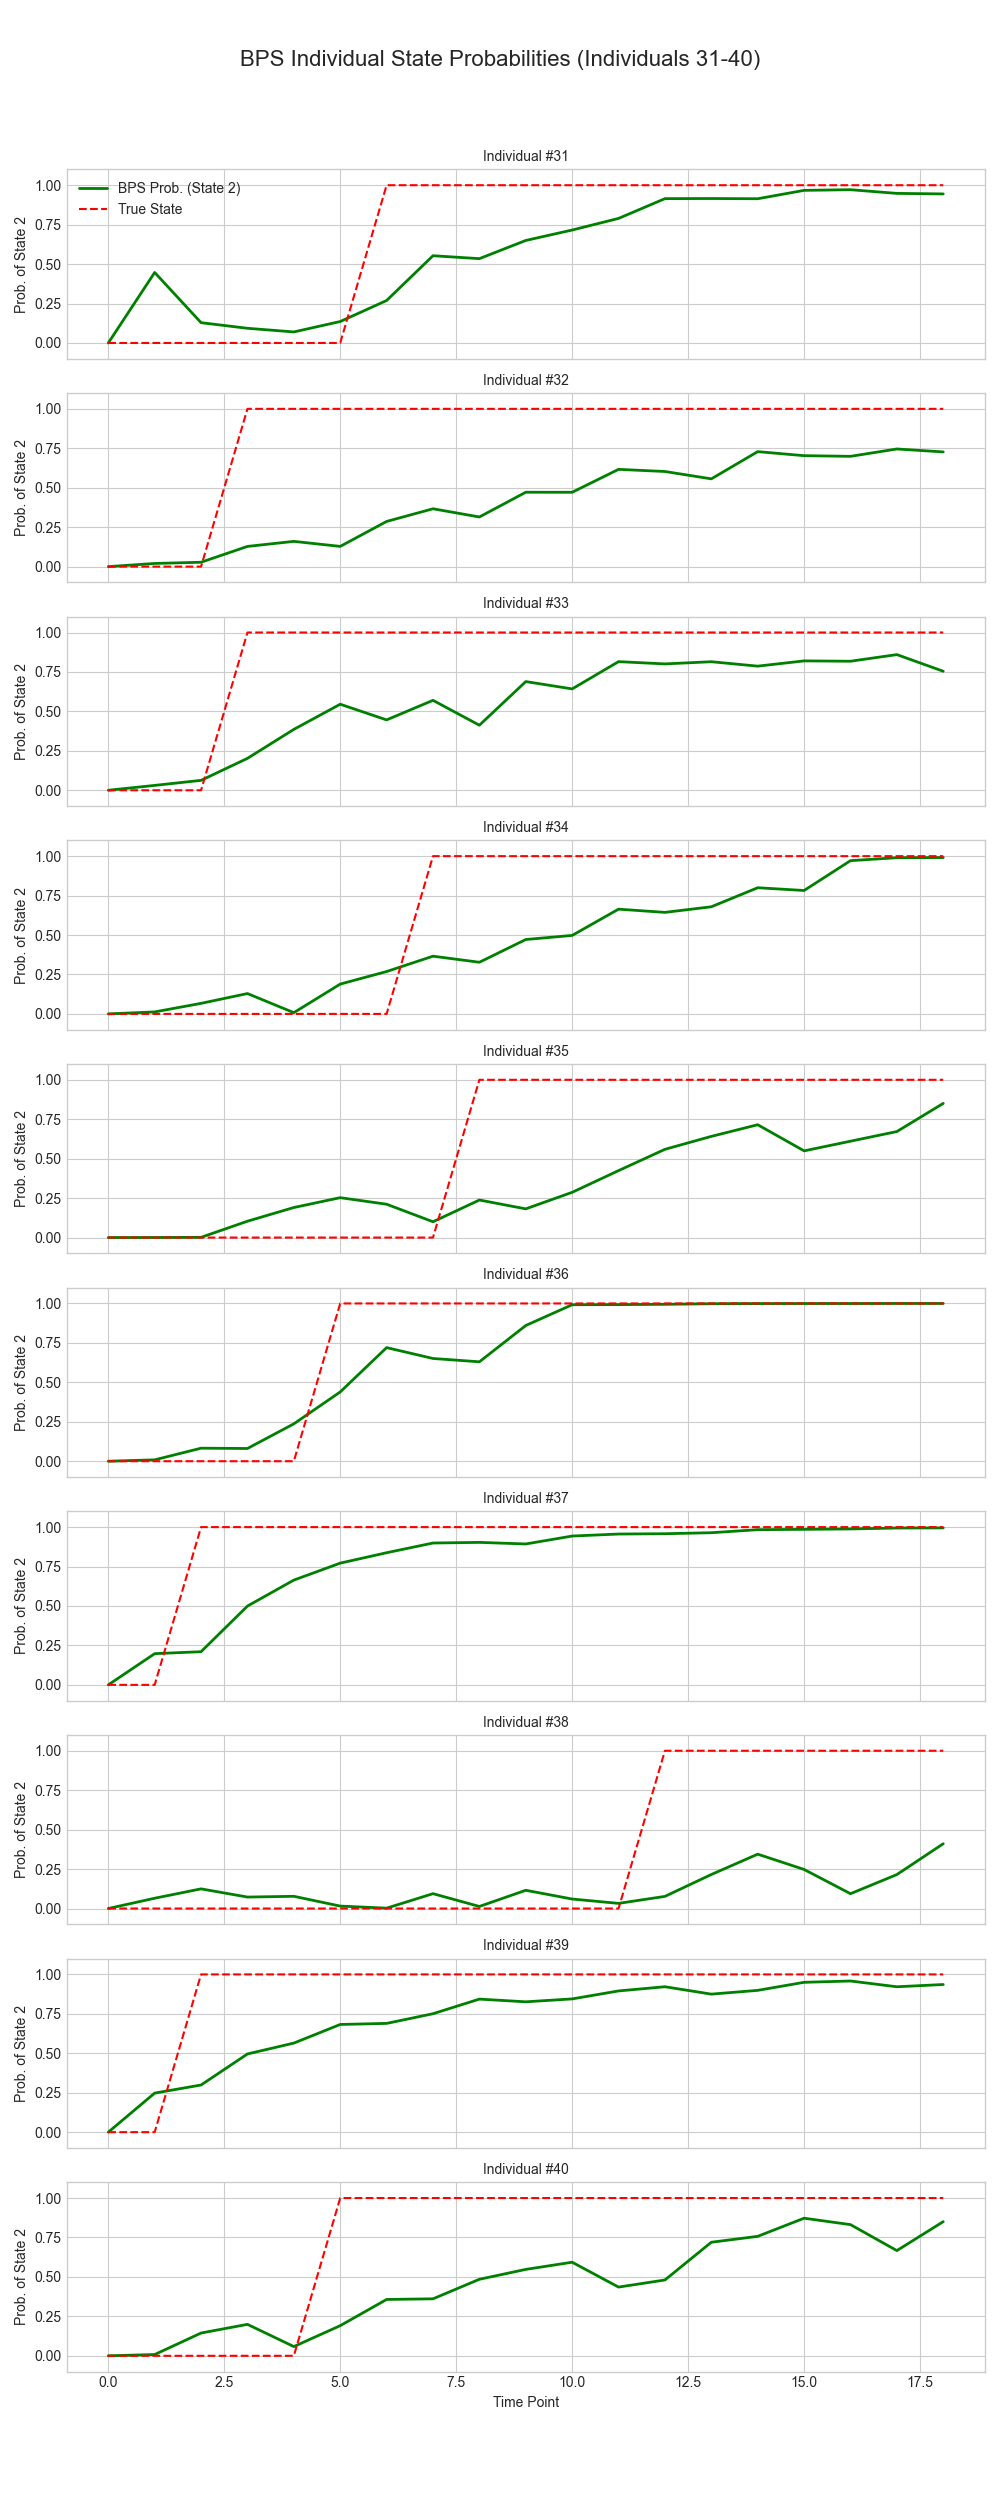 BPS Individual State Probabilities (Individuals 31-40)
Individual #31
BPS Prob. (State 2)
True State
Prob. of State 2
1.00
0.75
0.50
0.25
0.00
Individual #32
Prob. of State 2
1.00
0.75
0.50
0.25
0.00
Individual #33
Prob. of State 2
1.00
0.75
0.50
0.25
0.00
Individual #34
Prob. of State 2
1.00
0.75
0.50
0.25
0.00
Individual #35
Prob. of State 2
1.00
0.75
0.50
0.25
0.00
Individual #36
Prob. of State 2
1.00
0.75
0.50
0.25
0.00
Individual #37
Prob. of State 2
1.00
0.75
0.50
0.25
0.00
Individual #38
Prob. of State 2
1.00
0.75
0.50
0.25
0.00
Individual #39
Prob. of State 2
1.00
0.75
0.50
0.25
0.00
Individual #40
Prob. of State 2
1.00
0.75
0.50
0.25
0.00
0.0 2.5 5.0 7.5 10.0 12.5 15.0 17.5
Time Point